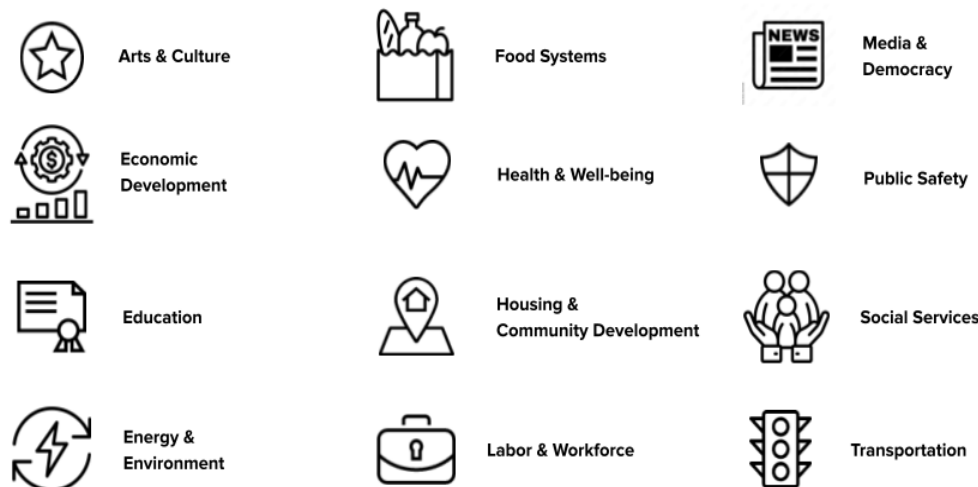 Arts & Culture
Food Systems
NEWS
Media &
Democracy
$
Economic
Development
Health & Well-being
Public Safety
Education
Housing &
Community Development
Social Services
Energy &
Environment
Labor & Workforce
Transportation